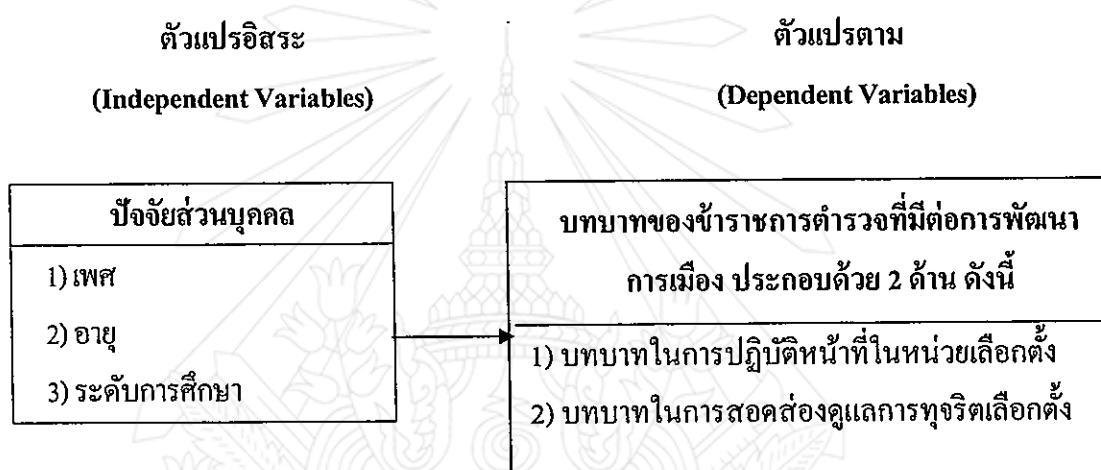 ตัวแปรอิสระ
(Independent Variables)
ตัวแปรตาม
(Dependent Variables)
ปัจจัยส่วนบุคคล
1) เพศ
2) อายุ
3) ระดับการศึกษา
บทบาทของข้าราชการตำรวจที่มีต่อการพัฒนา
การเมือง ประกอบด้วย 2 ด้าน ดังนี้
1) บทบาทในการปฏิบัติหน้าที่ในหน่วยเลือกตั้ง
2) บทบาทในการสอดส่องดูแลการทุจริตเลือกตั้ง